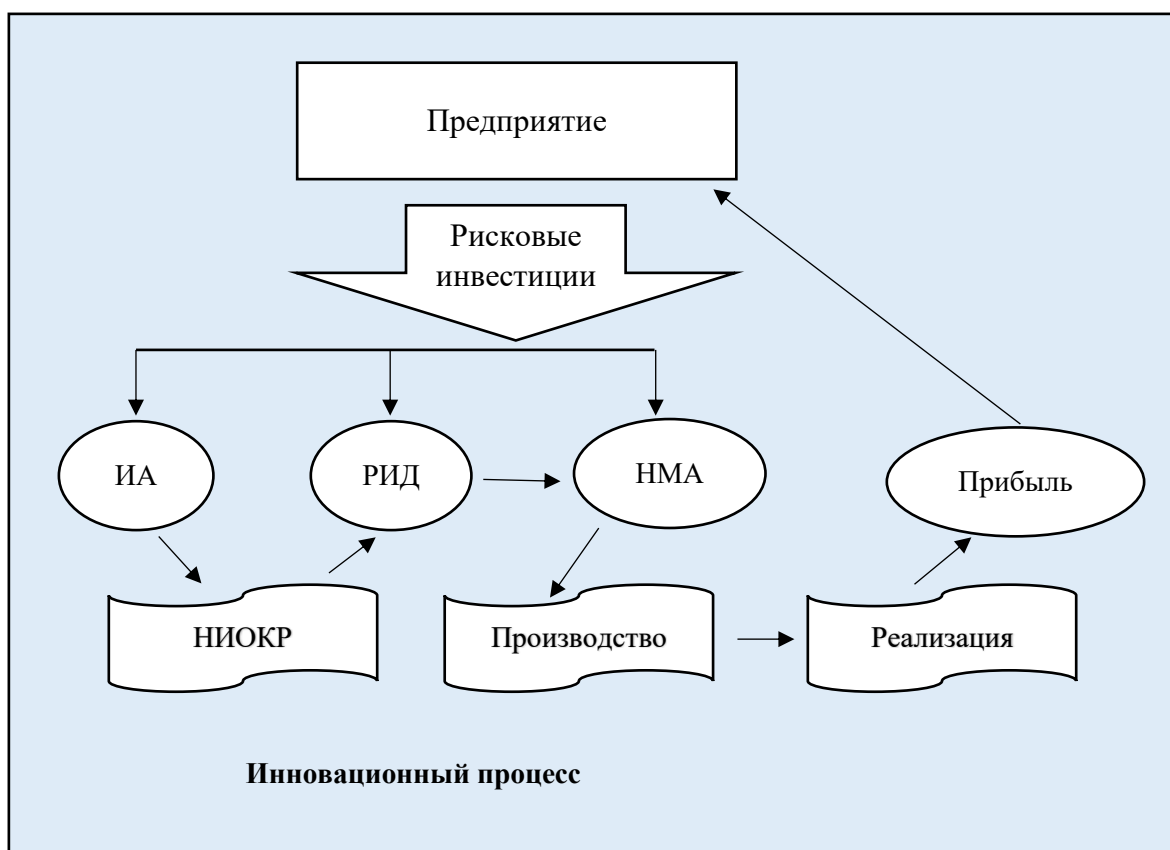 Предприятие
Рисковые
инвестиции
ИА
РИД
НМА
Прибыль
НИОКР
Производство
Реализация
Инновационный процесс